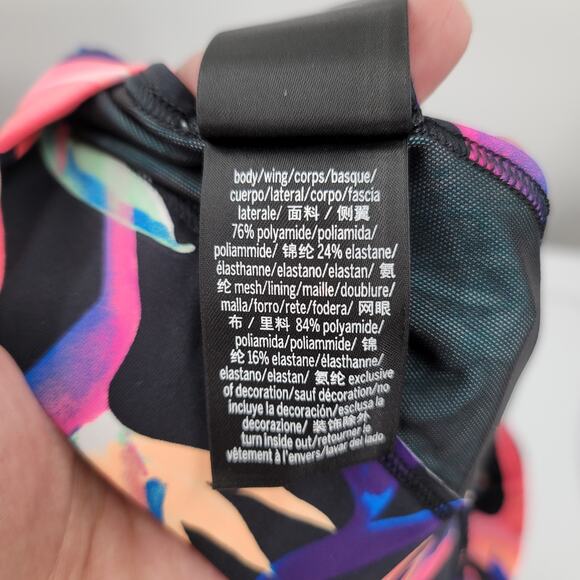 body/wing/corps/basque/
cuerpo/lateral/corpo/fascia
laterale/ 面料 / 侧翼
76% polyamide/poliamida/
poliammide/ 锦纶 24% elastane/
élasthanne/elastano/elastan/ 氨
纶 mesh/lining/maille/doublure/
malla/forro/rete/fodera/ 网眼
布 / 里料 84% polyamide/
poliamida/poliammide/ 锦
纶 16% elastane/élasthanne/
elastano/elastan/ 氨纶 exclusive
of decoration/sauf décoration/no
incluye la decoración/esclusa la
decorazione/ 装饰除外
turn inside out/retourner le
vêtement à l'envers/lavar del lado